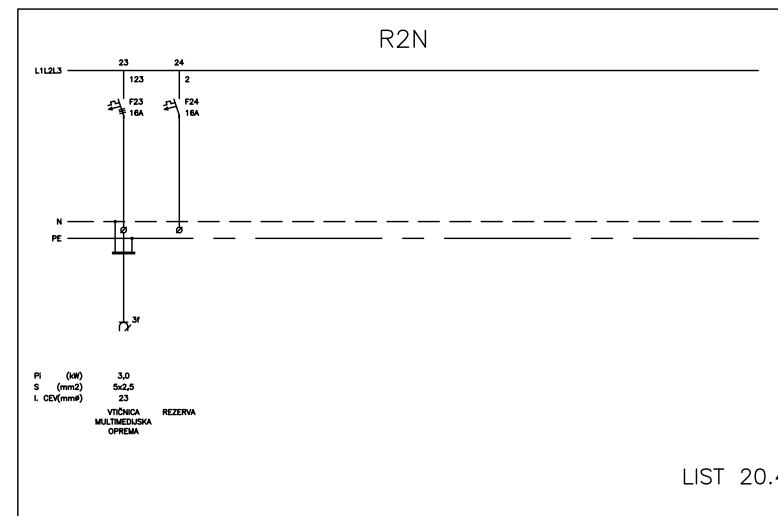 R2N
23 24
L1L2L3
123 2
F23 F24
16A 16A
N
PE
3f
Pi (kW) 3,0
S (mm2) 5x2,5
I. CEV(mmø) 23
VTIČNICA REZERVA
MULTIMEDIJSKA
OPREMA
LIST 20.4